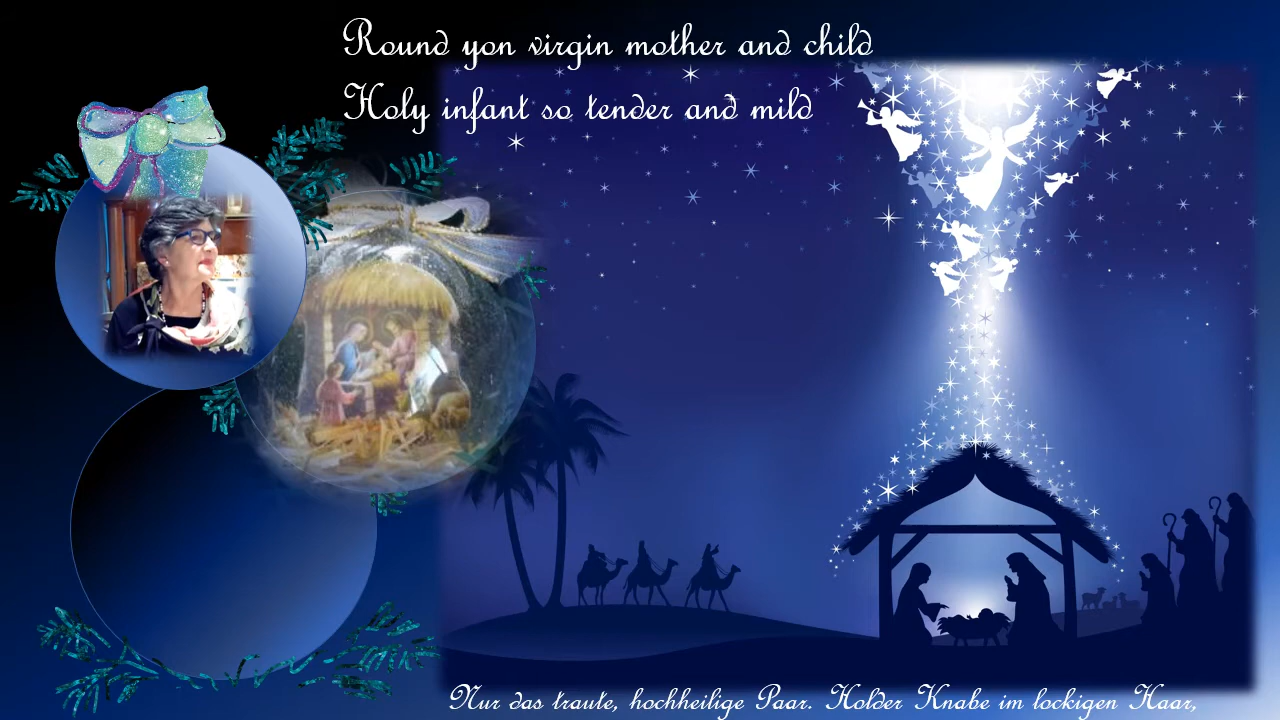 Round yon virgin mother and child
Holy infant so tender and mild
Nur das traute, hochheilige Paar. Holder Knabe im lockigen Haar,